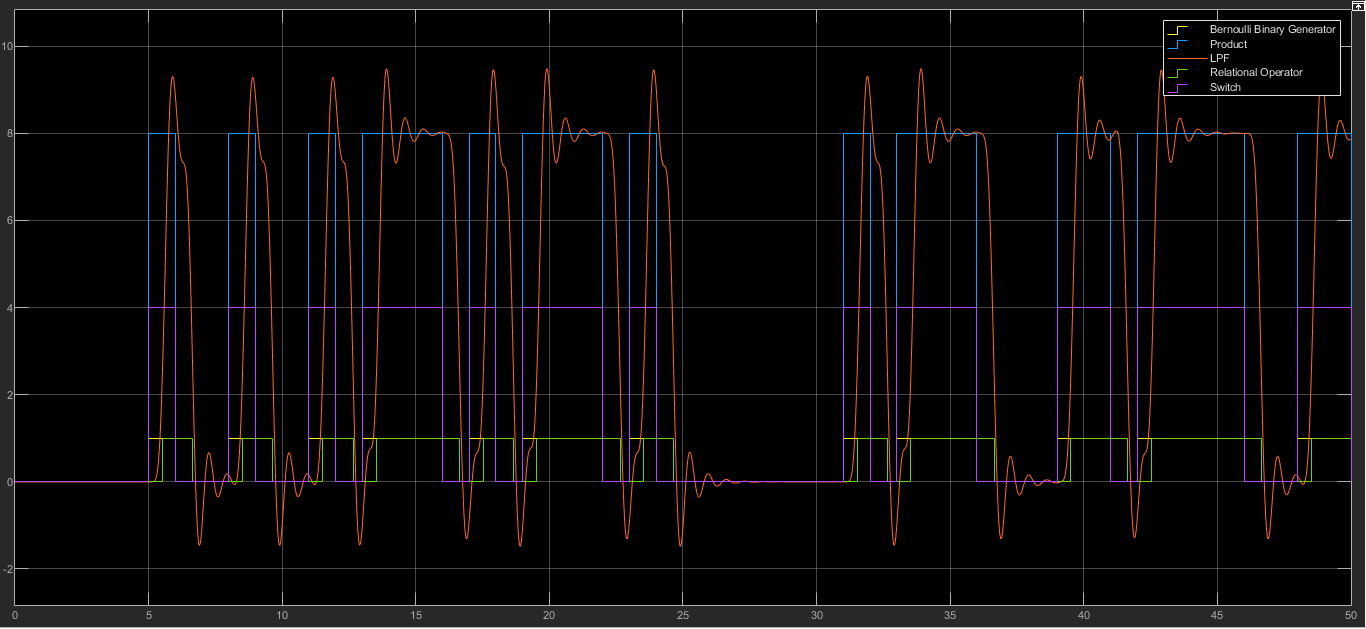 Bernoulli Binary Generator
Product
LPF
Relational Operator
Switch
10
8
6
4
2
0
-2
0 5 10 15 20 25 30 35 40 45 50